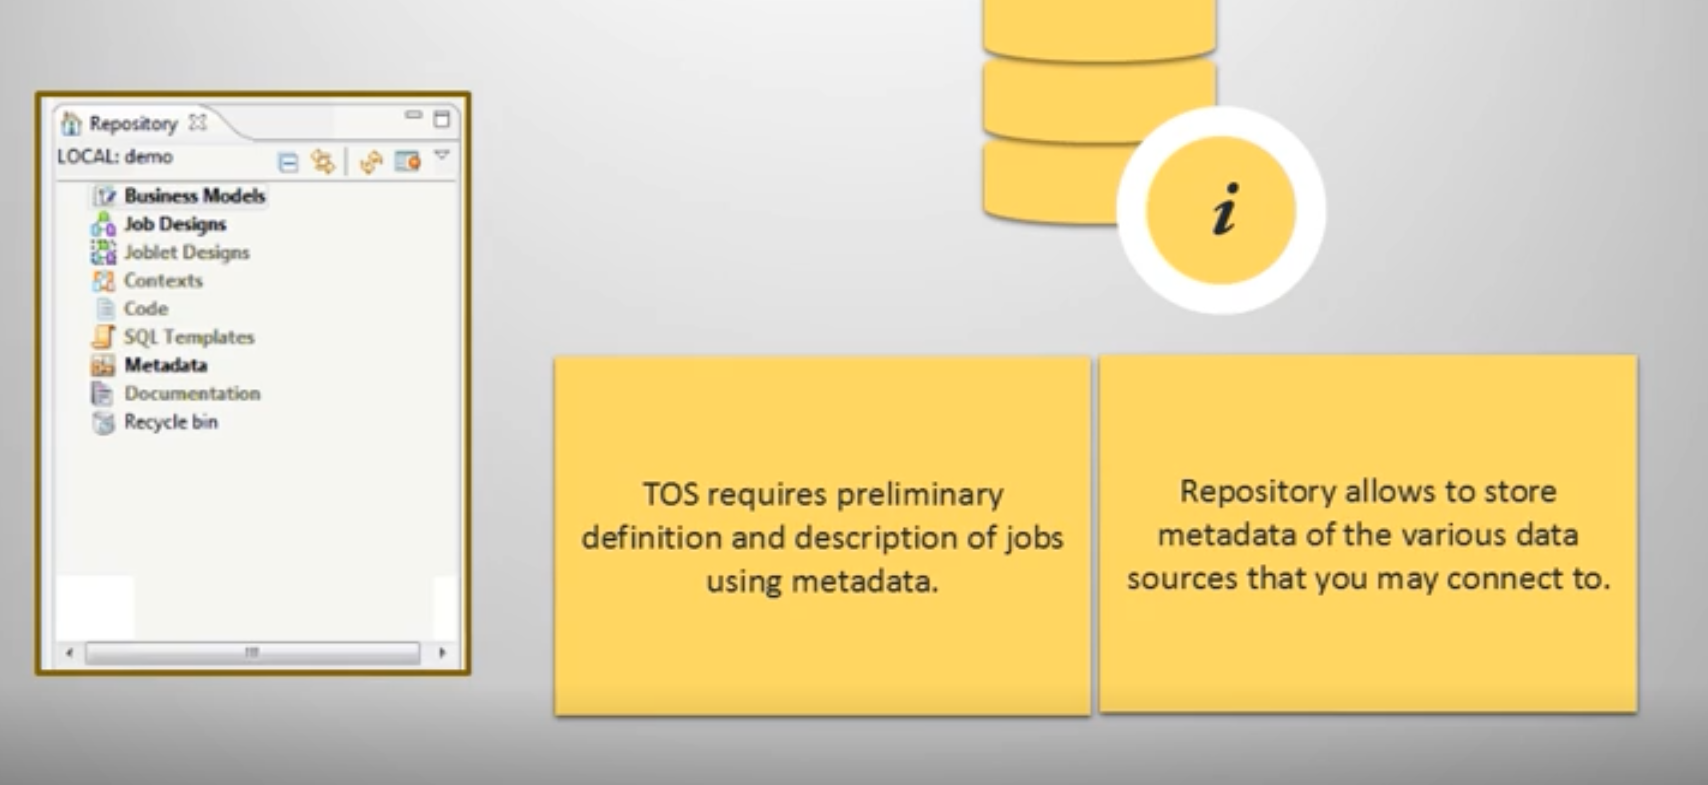 Repository
LOCAL: demo
Business Models
Job Designs
Joblet Designs
Contexts
Code
SQL Templates
Metadata
Documentation
Recycle bin
i
TOS requires preliminary
definition and description of jobs
using metadata.
Repository allows to store
metadata of the various data
sources that you may connect to.